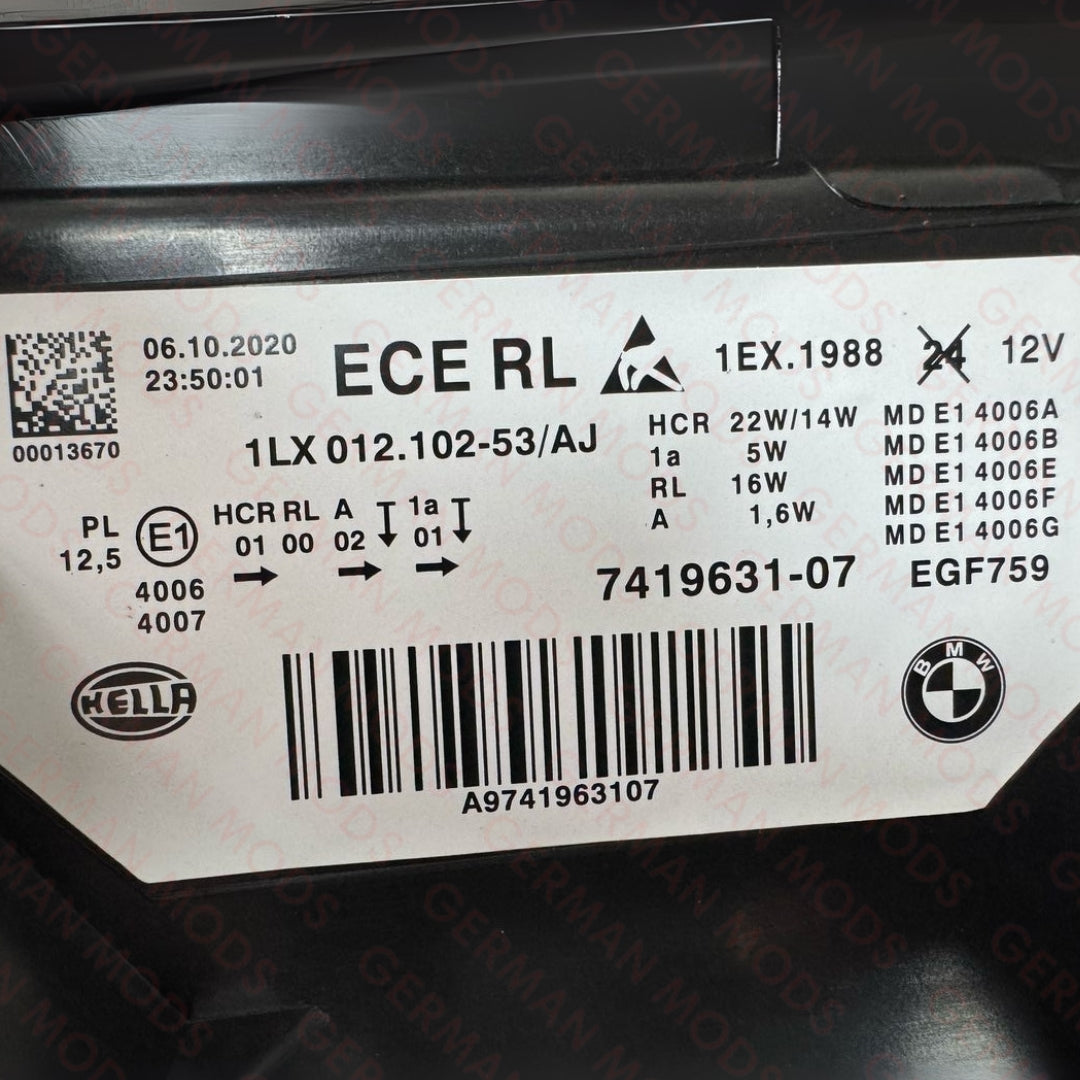 06.10.2020
23:50:01
00013670
ECE RL
1EX.1988 24 12V
1LX 012.102-53/AJ
HCR 22W/14W
1a 5W
RL 16W
A 1,6W
MD E1 4006A
MD E1 4006B
MD E1 4006E
MD E1 4006F
MD E1 4006G
PL
12,5
E1
4006
4007
HCR RL A 1a
01 00 02 01
7419631-07
EGF759
HELLA
BMW
A9741963107
GERMAN MODS